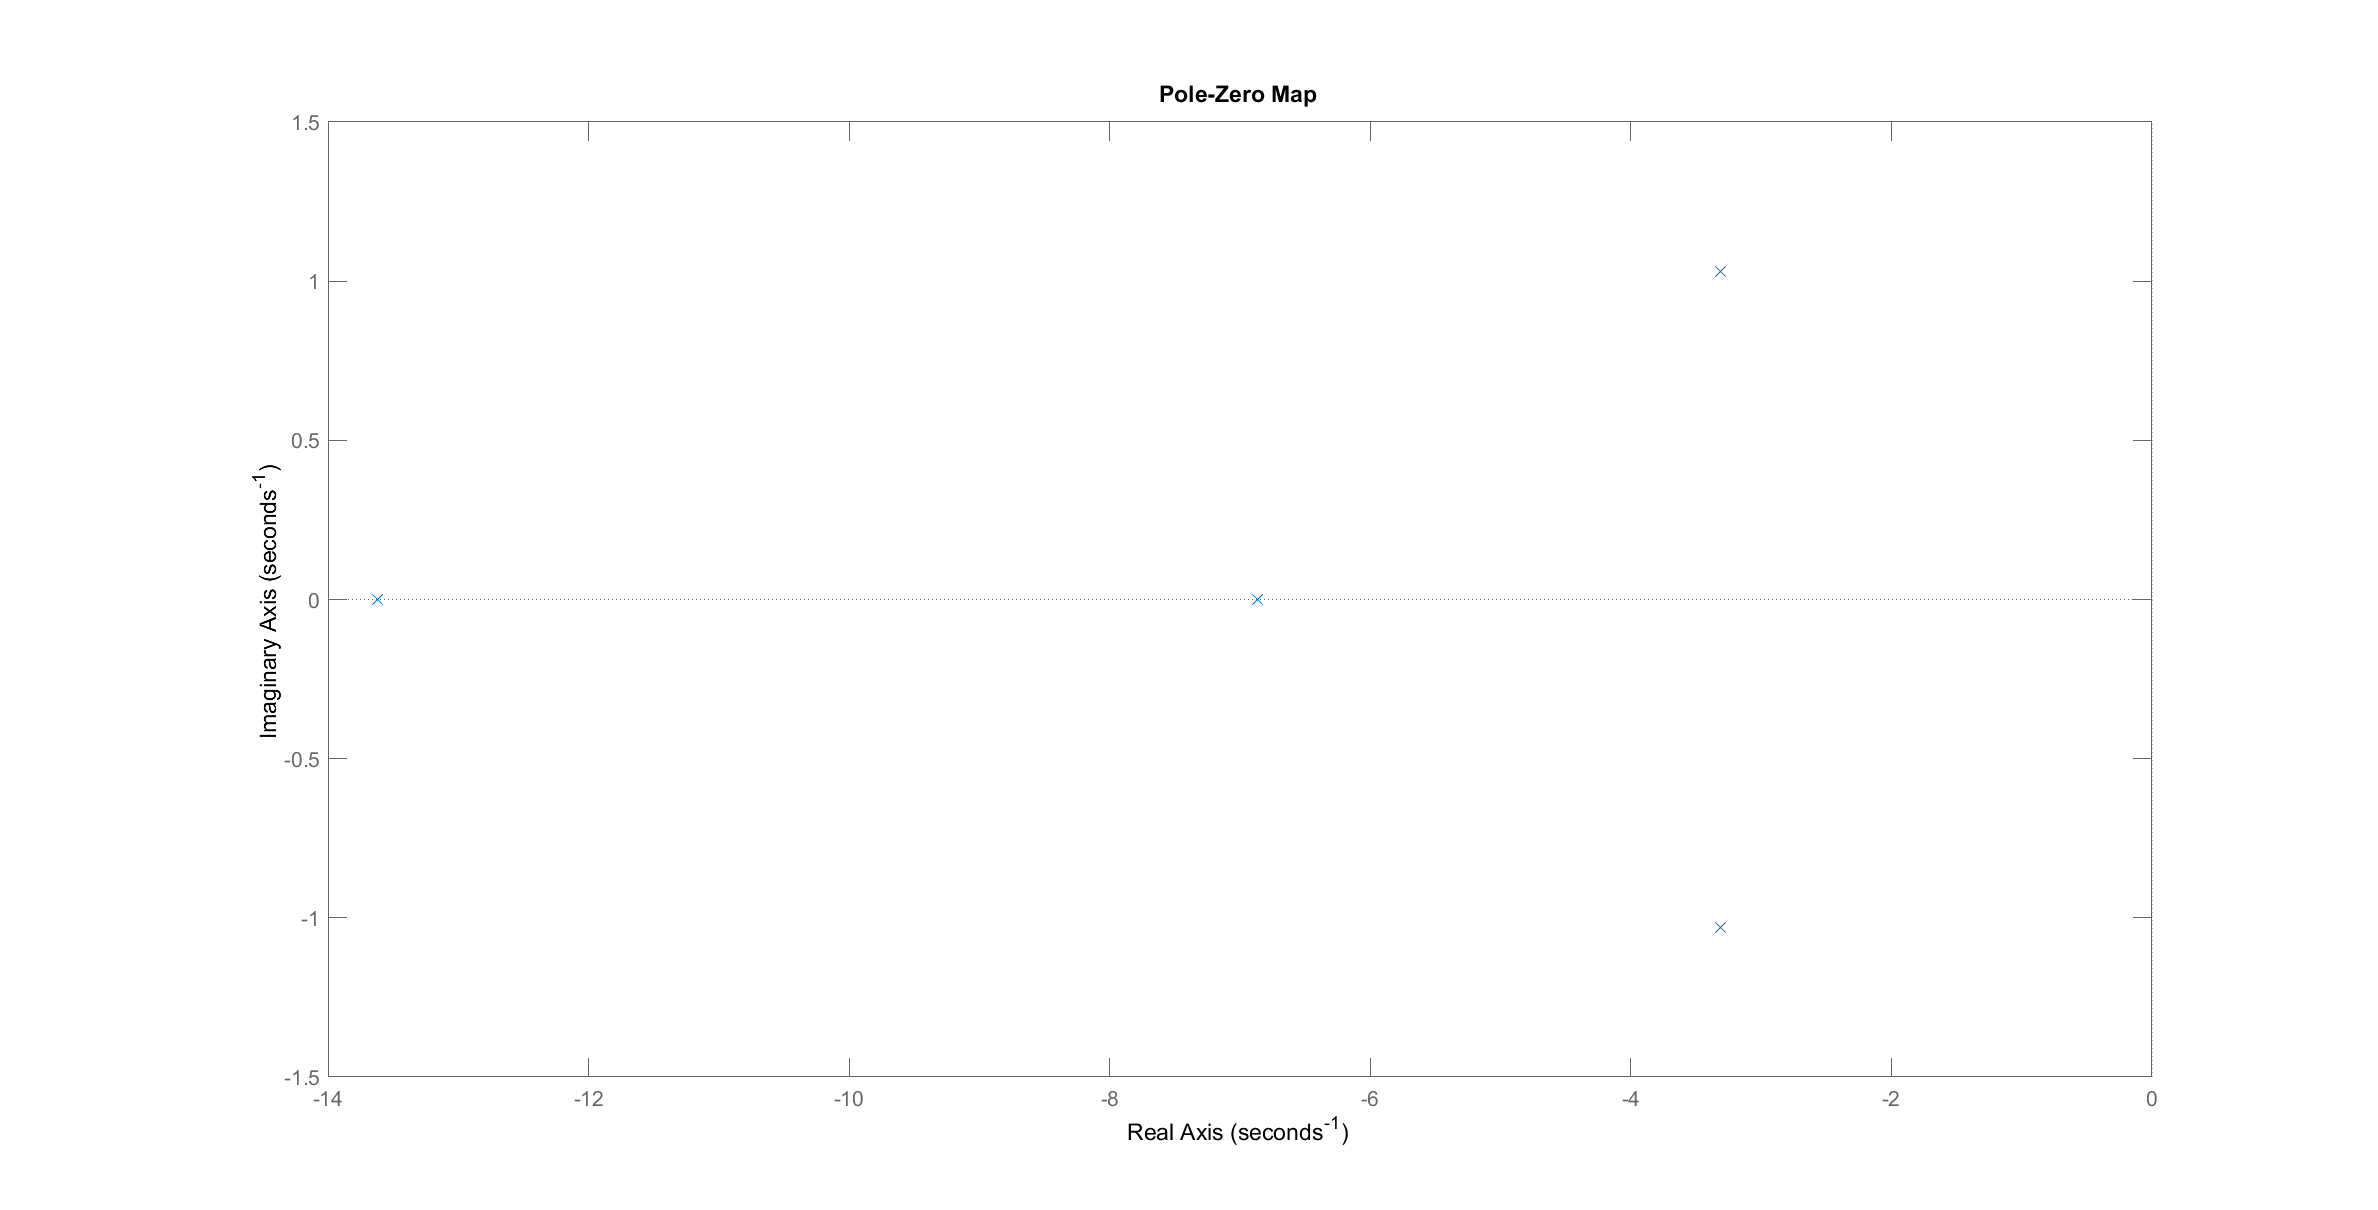 Pole-Zero Map
1.5
1
0.5
0
-0.5
-1
-1.5
Imaginary Axis (seconds⁻¹)
-14 -12 -10 -8 -6 -4 -2 0
Real Axis (seconds⁻¹)